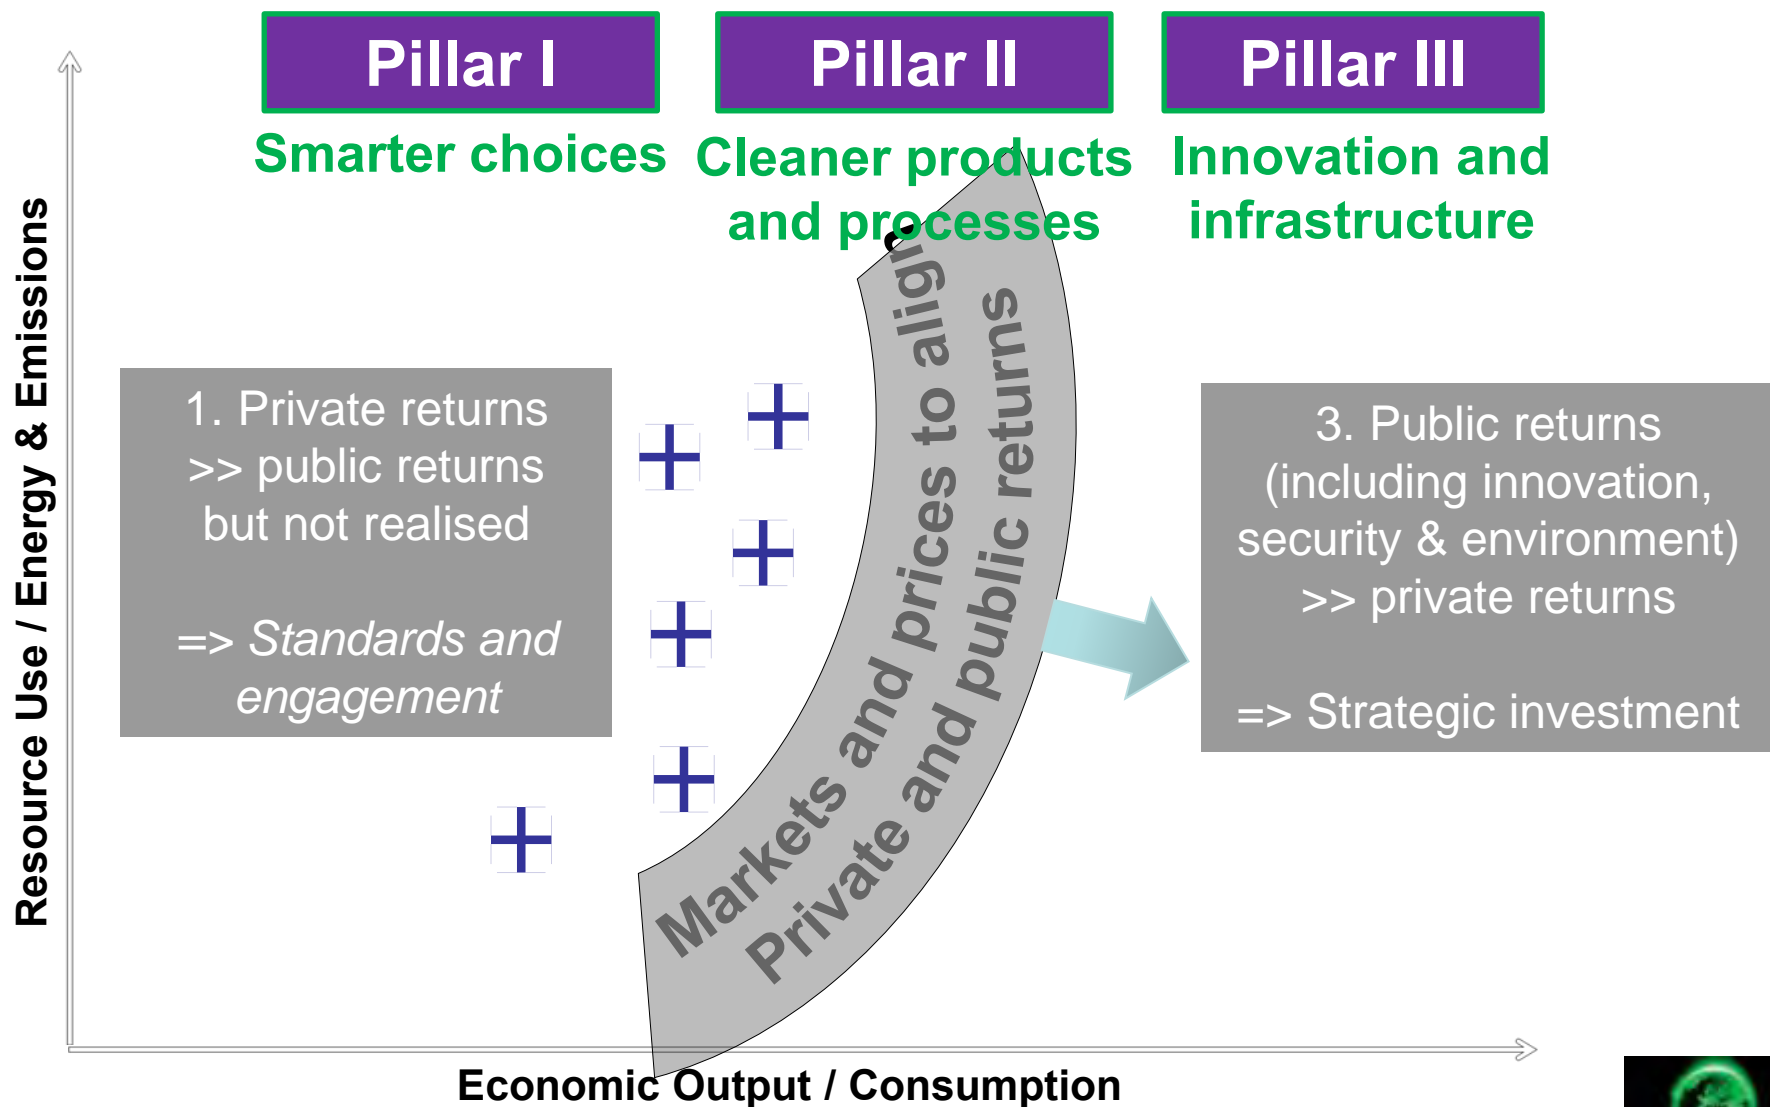 Pillar I
Pillar II
Pillar III
Smarter choices
Cleaner products
and processes
Innovation and
infrastructure
Resource Use / Energy & Emissions
1. Private returns
>> public returns
but not realised
=> Standards and
engagement
Markets and prices to align
Private and public returns
3. Public returns
(including innovation,
security & environment)
>> private returns
=> Strategic investment
Economic Output / Consumption